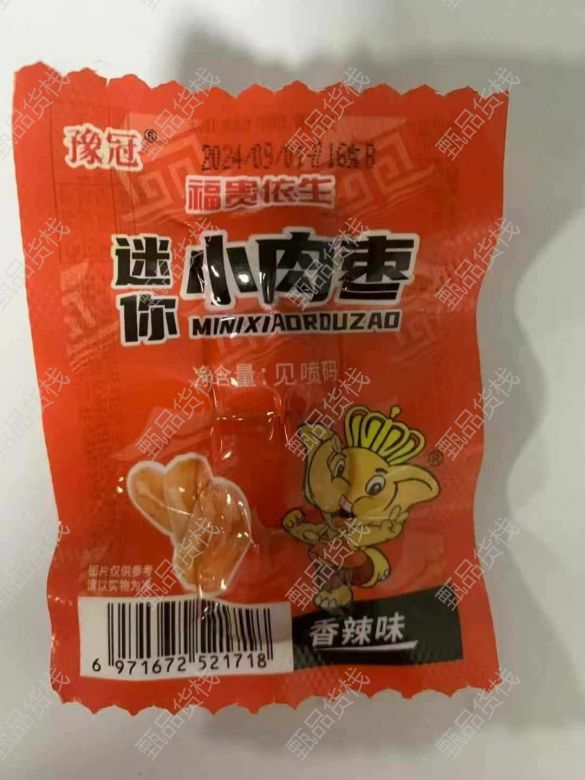 豫冠®
2024/09/07
福贵依生
迷你
小肉枣
MINIXIAOROUZAO
净含量:见喷码
®
图片仅供参考
请以实物为准
香辣味
6 971672 521718
甄品货栈